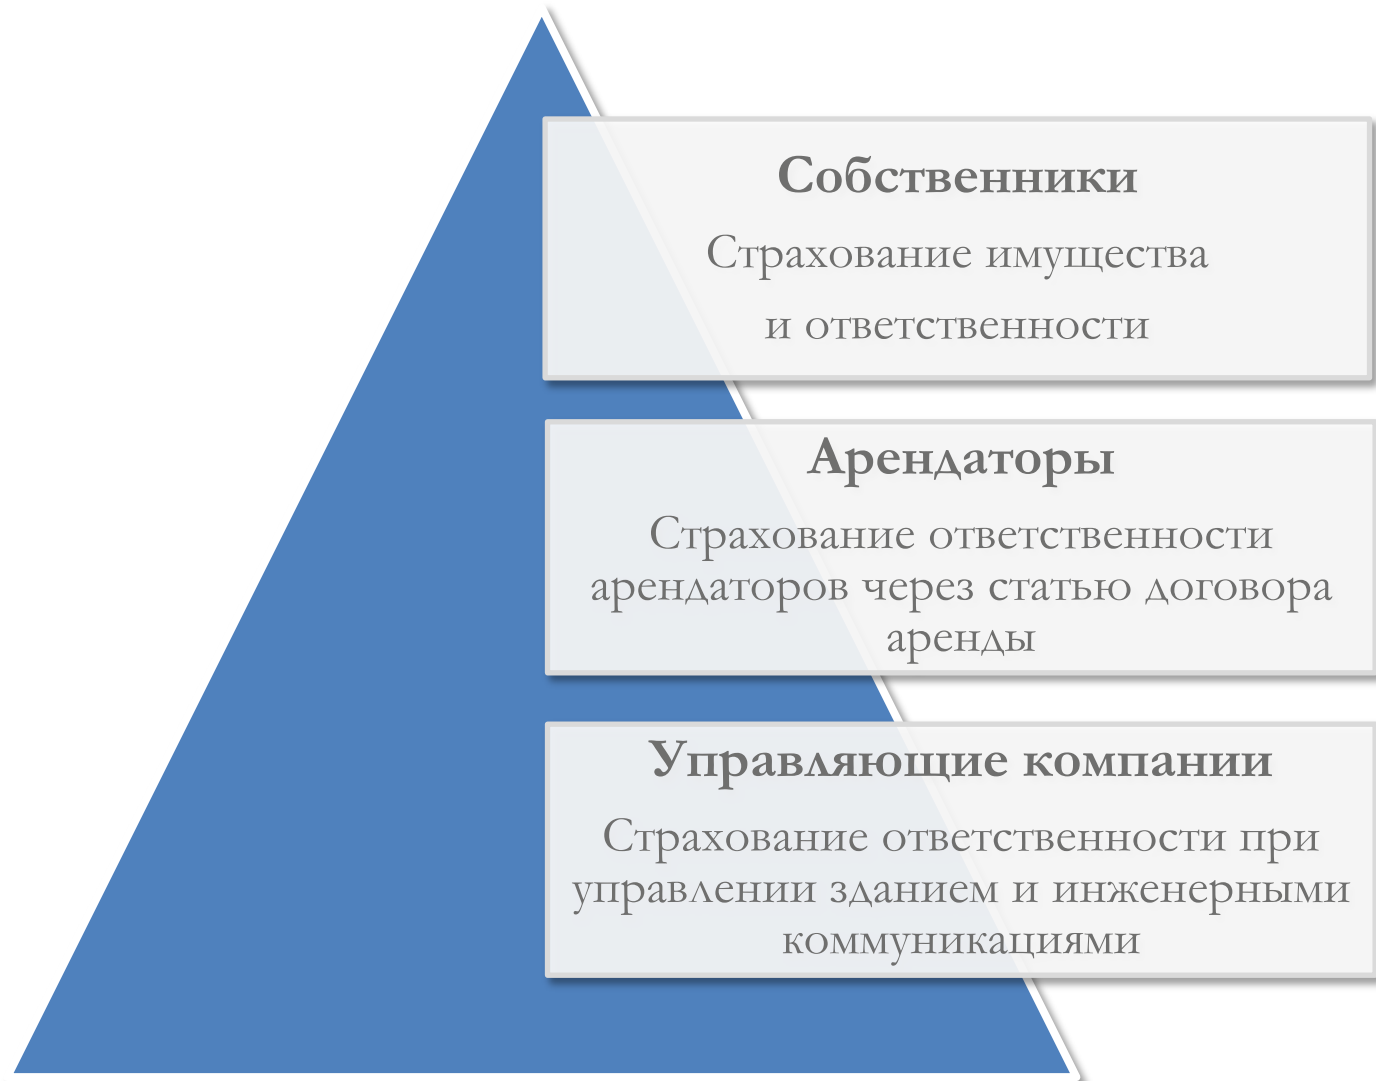 Собственники
Страхование имущества
и ответственности
Арендаторы
Страхование ответственности
арендаторов через статью договора
аренды
Управляющие компании
Страхование ответственности при
управлении зданием и инженерными
коммуникациями